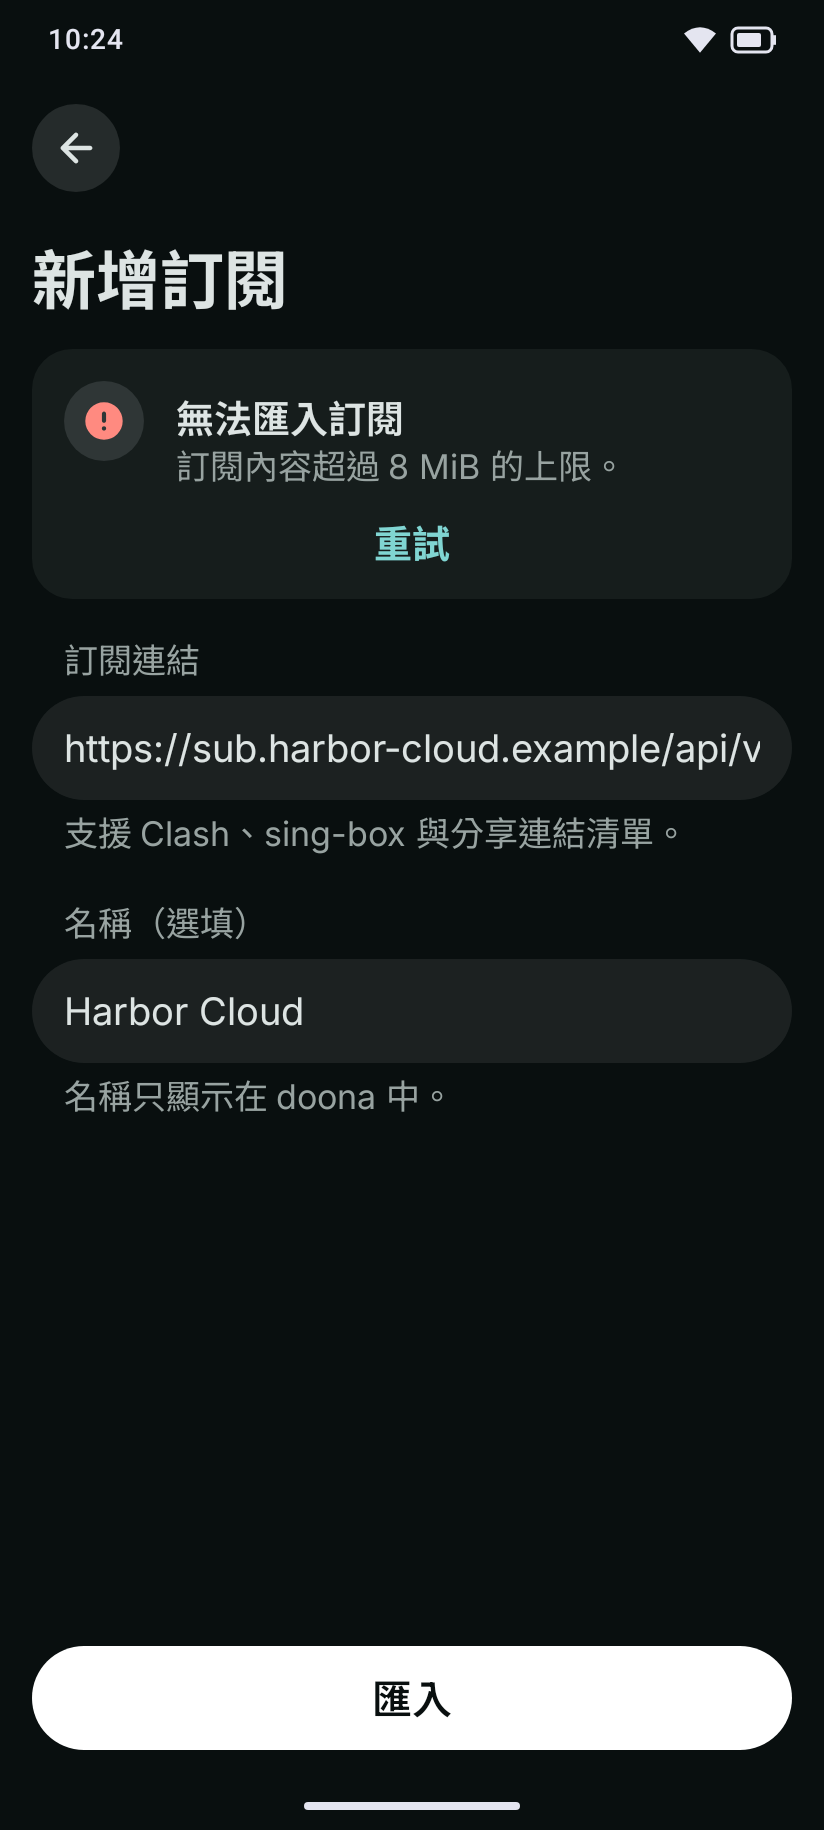 10:24
新增訂閱
無法匯入訂閱
訂閱內容超過 8 MiB 的上限。
重試
訂閱連結
https://sub.harbor-cloud.example/api/v
支援 Clash、sing-box 與分享連結清單。
名稱（選填）
Harbor Cloud
名稱只顯示在 doona 中。
匯入